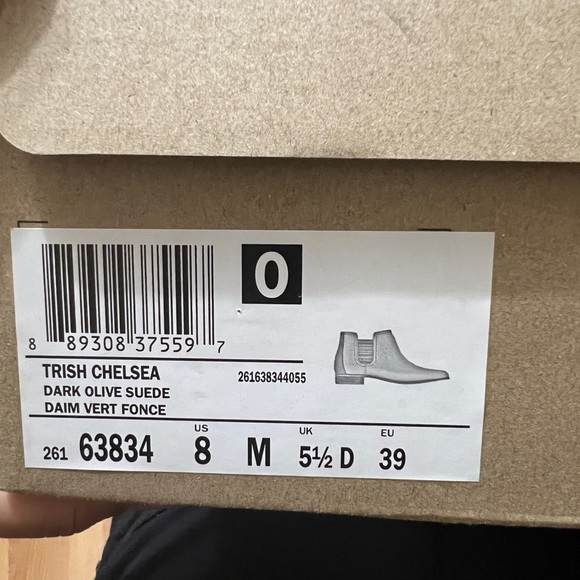 0
8 89308 37559 7
TRISH CHELSEA
261638344055
DARK OLIVE SUEDE
DAIM VERT FONCE
US UK EU
261 63834 8 M 5½ D 39